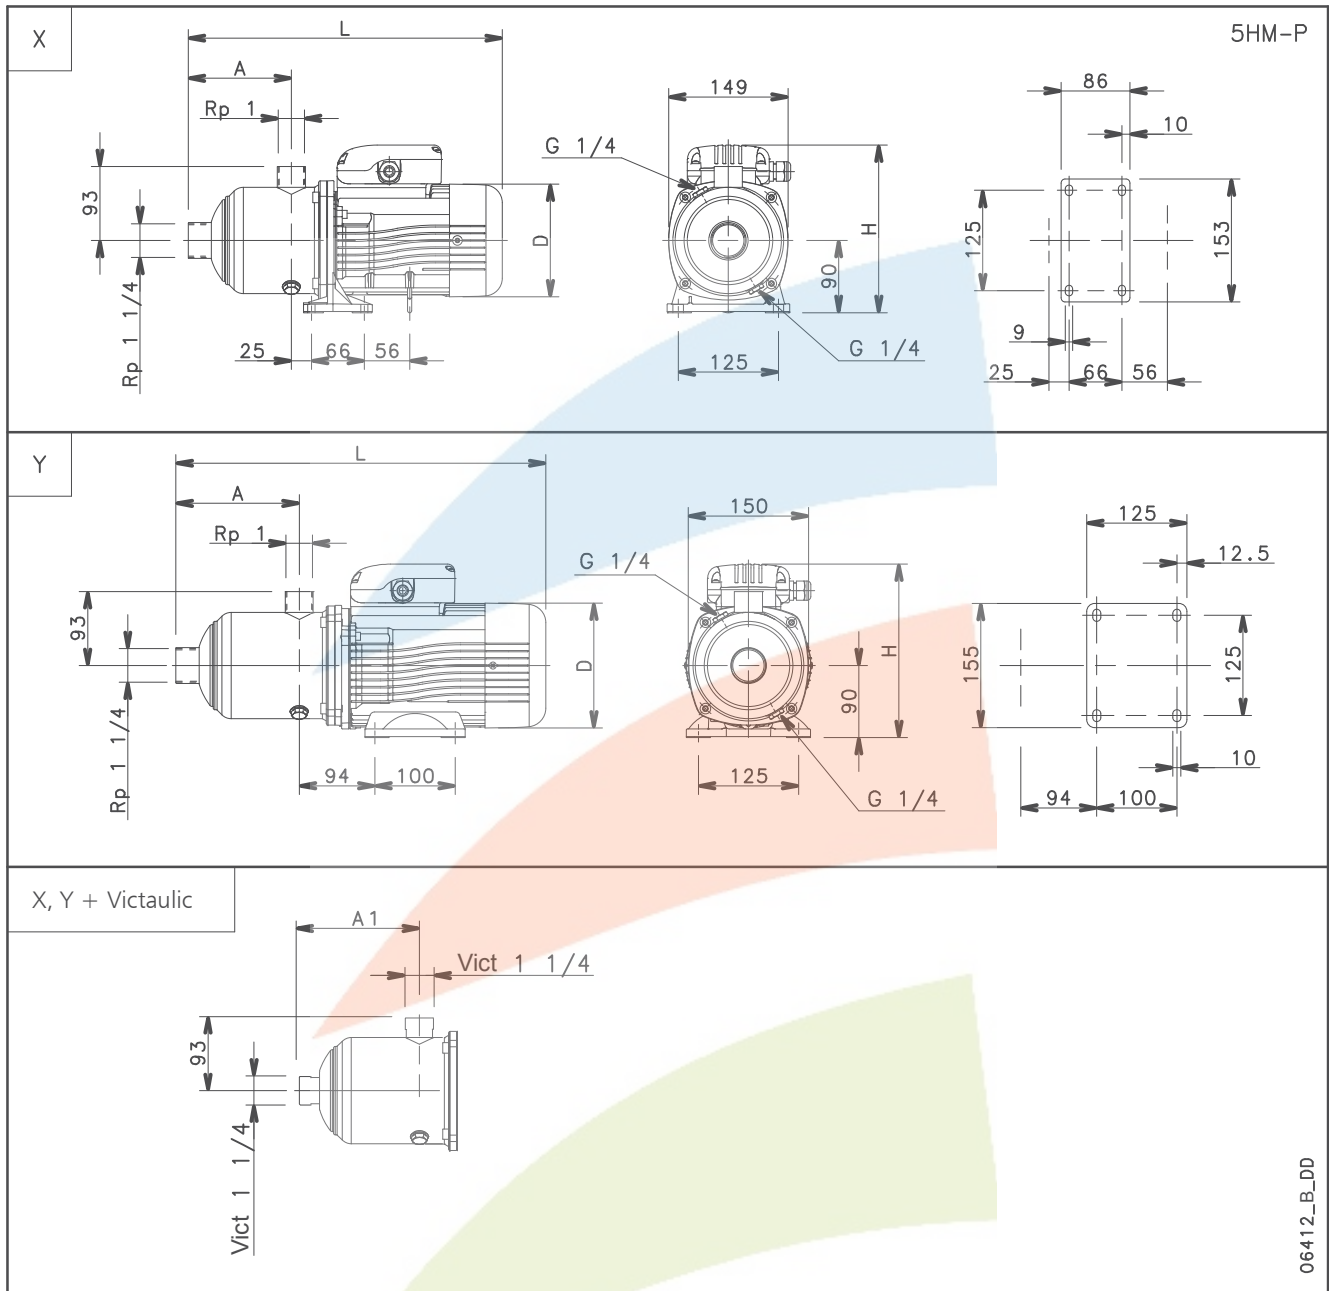 X
5HM-P
L
A
Rp 1
93
Rp 1 1/4
25
66
56
D
149
G 1/4
H
90
G 1/4
125
86
10
125
153
9
25
66
56
Y
L
A
Rp 1
93
Rp 1 1/4
94
100
D
150
G 1/4
H
90
125
G 1/4
125
12.5
155
125
10
94
100
X, Y + Victaulic
A1
Vict 1 1/4
93
Vict 1 1/4
06412_B_DD